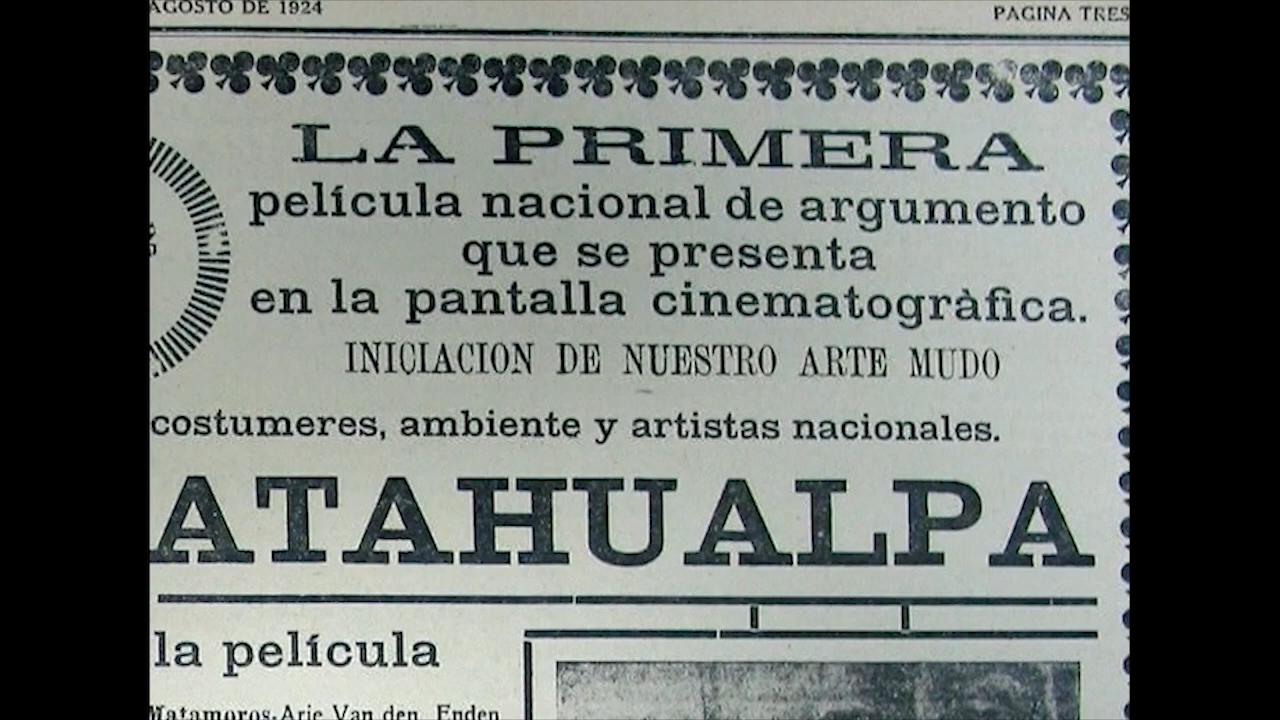 AGOSTO DE 1924
PAGINA TRES
LA PRIMERA
película nacional de argumento
que se presenta
en la pantalla cinematogràfica.
INICIACION DE NUESTRO ARTE MUDO
costumeres, ambiente y artistas nacionales.
ATAHUALPA
la película
Matamoros-Arie Van den Enden